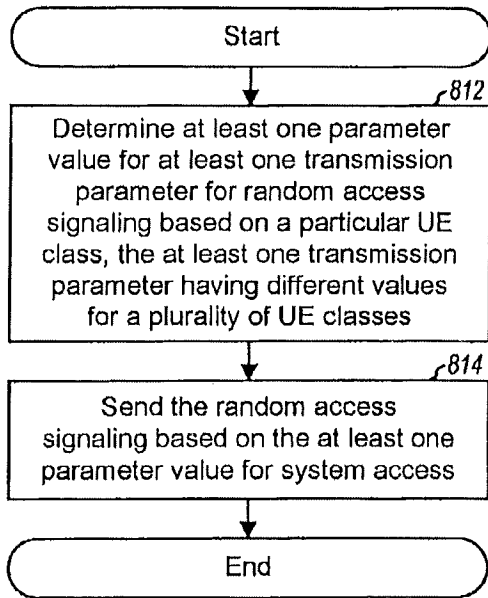 Start
812
Determine at least one parameter
value for at least one transmission
parameter for random access
signaling based on a particular UE
class, the at least one transmission
parameter having different values
for a plurality of UE classes
814
Send the random access
signaling based on the at least one
parameter value for system access
End